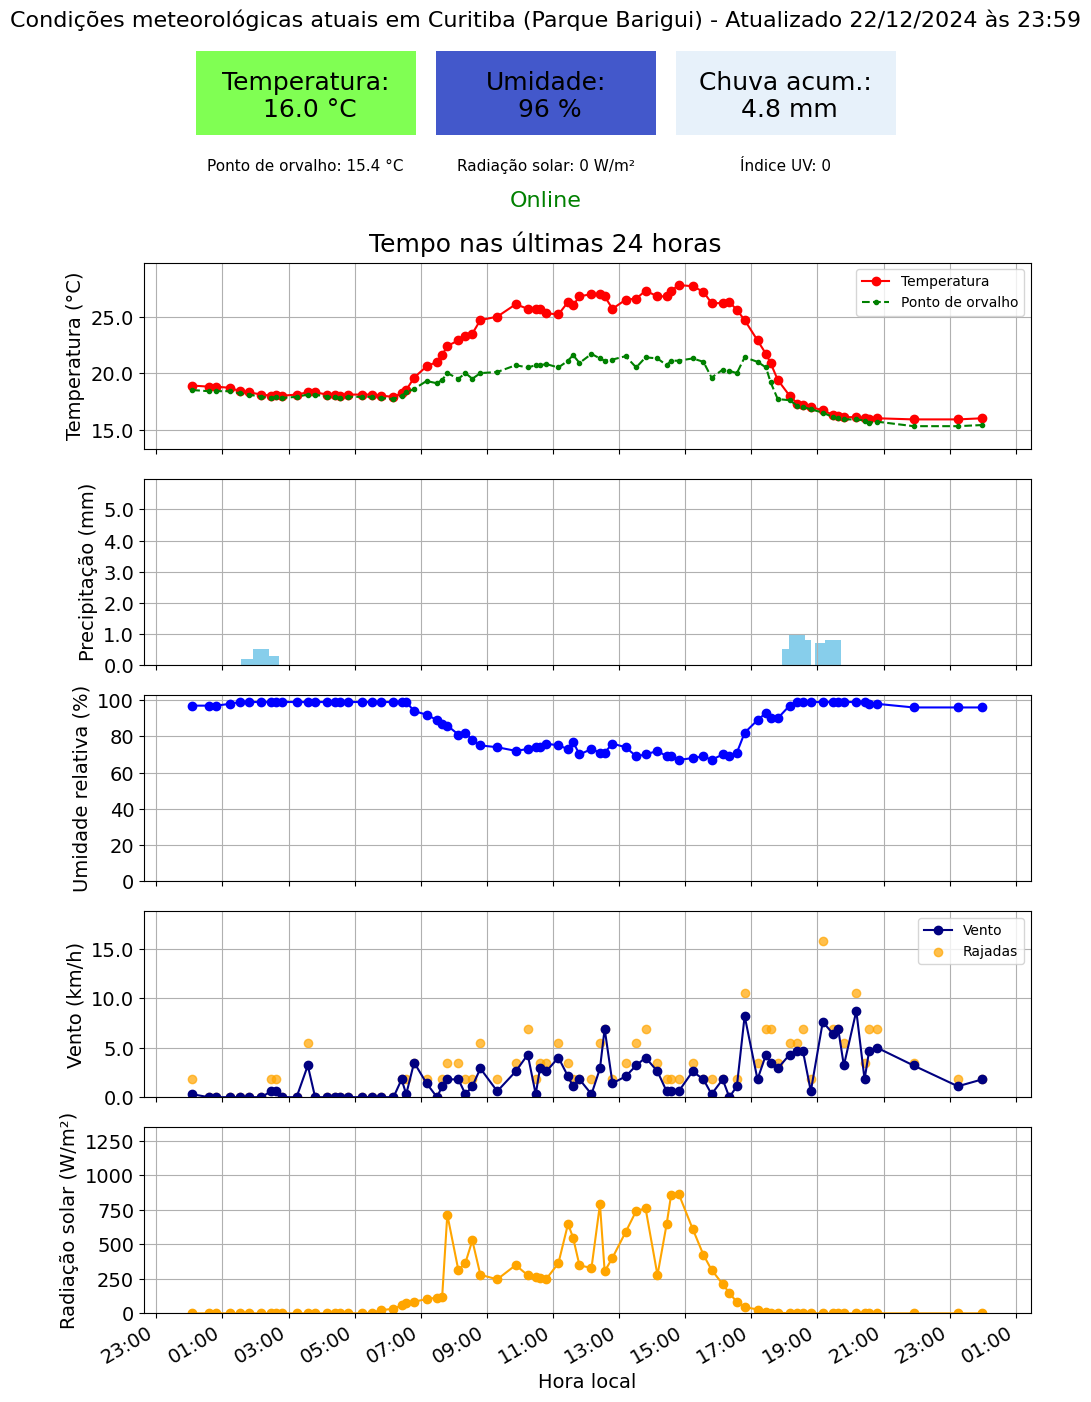 Condições meteorológicas atuais em Curitiba (Parque Barigui) - Atualizado 22/12/2024 às 23:59
Temperatura:
16.0 °C
Umidade:
96 %
Chuva acum.:
4.8 mm
Ponto de orvalho: 15.4 °C
Radiação solar: 0 W/m²
Índice UV: 0
Online
Tempo nas últimas 24 horas
Temperatura (°C)
25.0
20.0
15.0
Temperatura
Ponto de orvalho
Precipitação (mm)
5.0
4.0
3.0
2.0
1.0
0.0
Umidade relativa (%)
100
80
60
40
20
0
Vento (km/h)
15.0
10.0
5.0
0.0
Vento
Rajadas
Radiação solar (W/m²)
1250
1000
750
500
250
0
23:00
01:00
03:00
05:00
07:00
09:00
11:00
13:00
15:00
17:00
19:00
21:00
23:00
01:00
Hora local